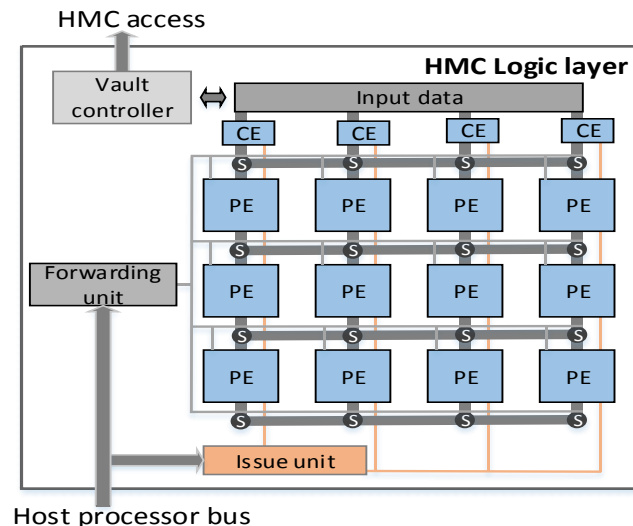 HMC access
HMC Logic layer
Vault
controller
Input data
CE CE CE CE
S S S S
PE PE PE PE
S S S S
Forwarding
unit
PE PE PE PE
S S S S
PE PE PE PE
S S S S
Issue unit
Host processor bus